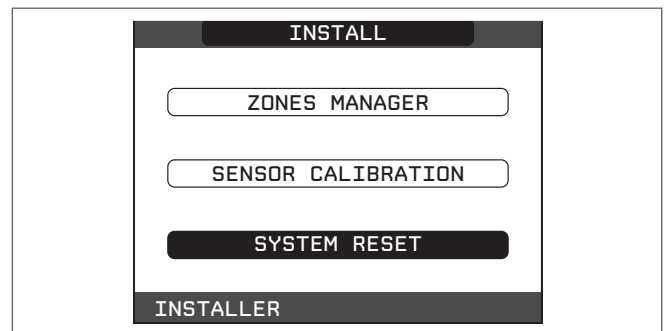 INSTALL
ZONES MANAGER
SENSOR CALIBRATION
SYSTEM RESET
INSTALLER